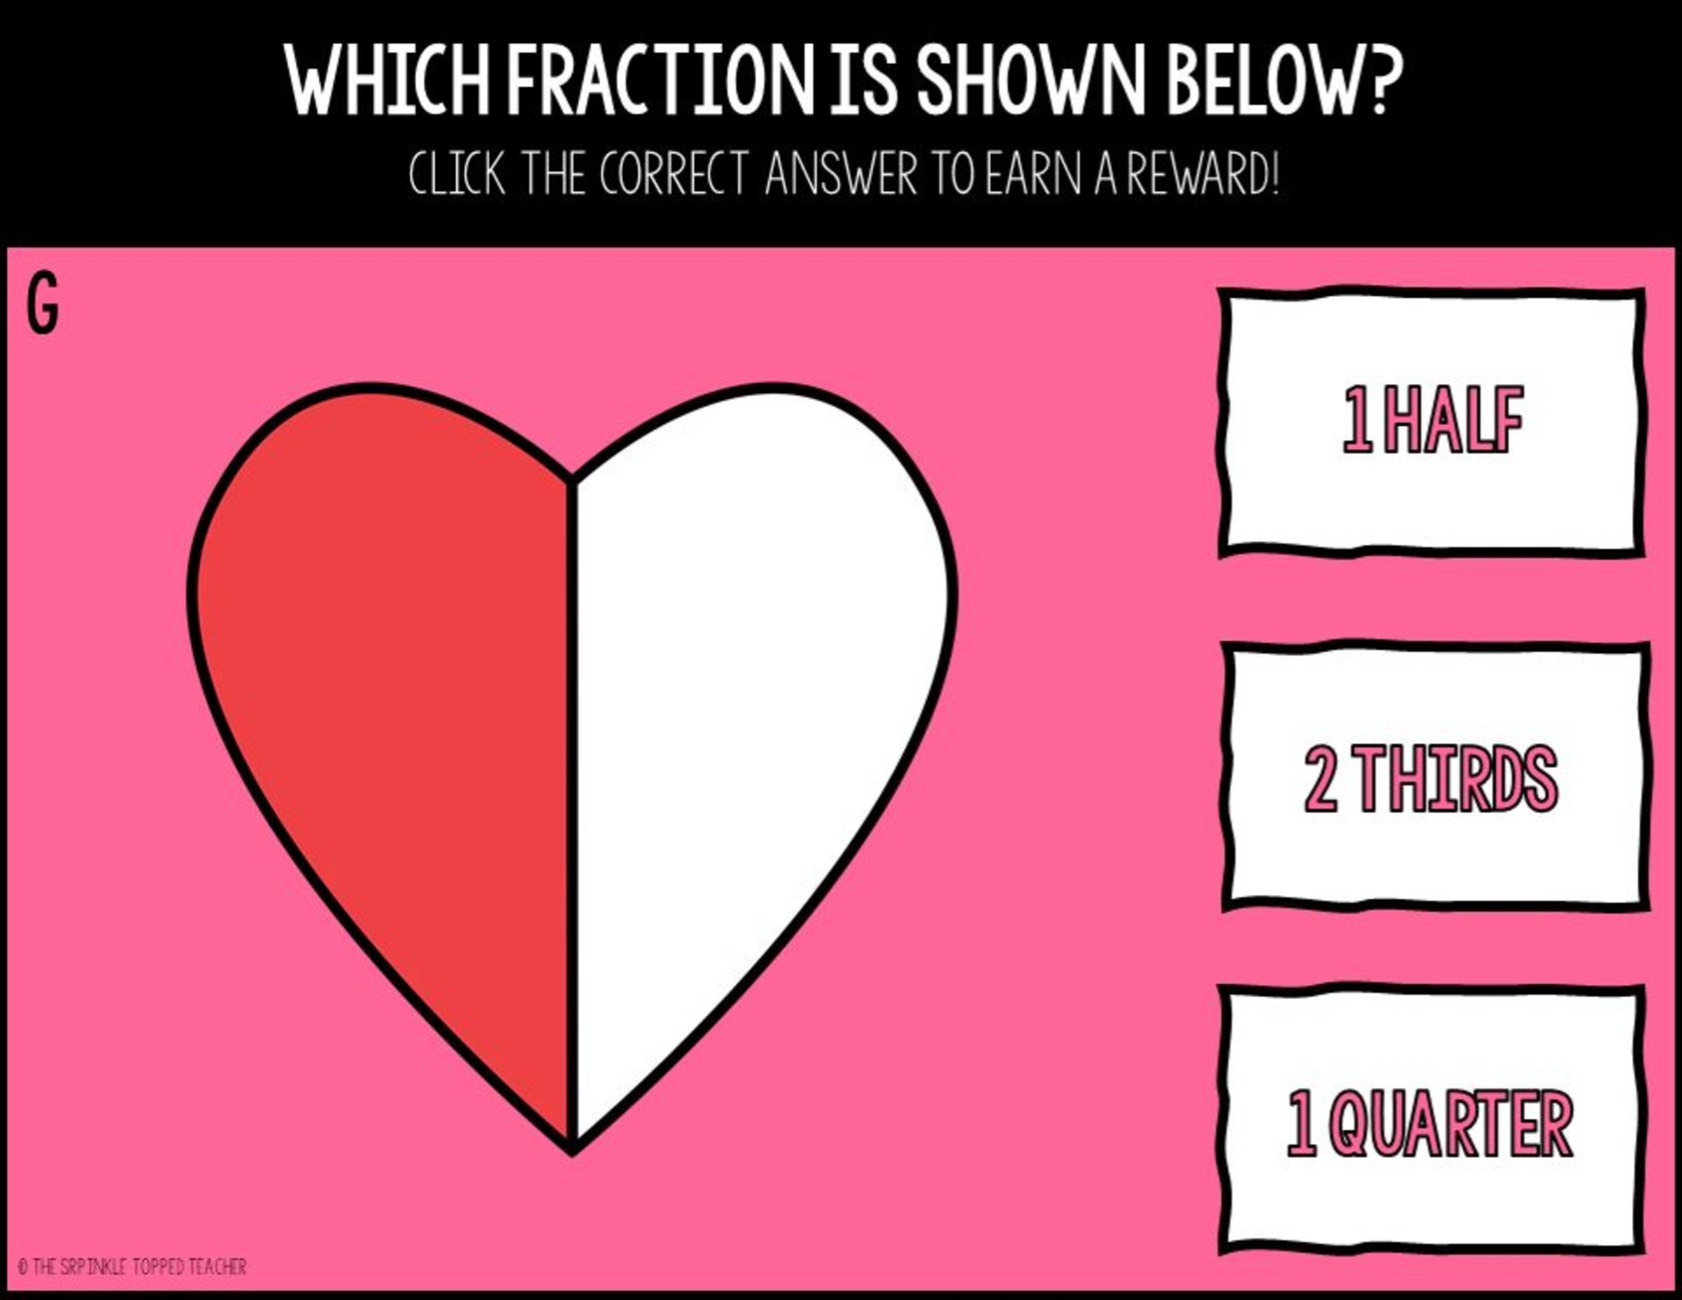 WHICH FRACTION IS SHOWN BELOW?
CLICK THE CORRECT ANSWER TO EARN A REWARD!
G
1 HALF
2 THIRDS
1 QUARTER
© THE SRPINKLE TOPPED TEACHER